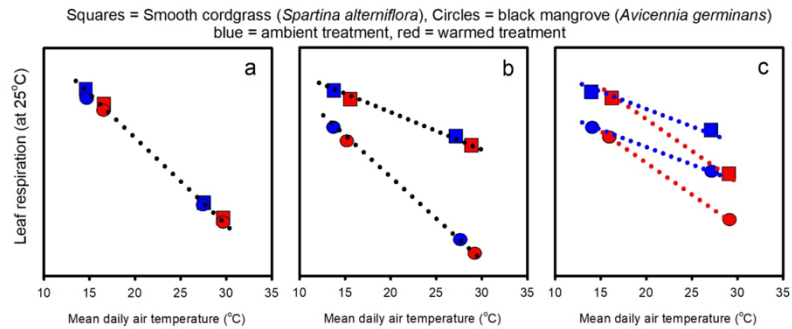 Squares = Smooth cordgrass (Spartina alterniflora), Circles = black mangrove (Avicennia germinans)
blue = ambient treatment, red = warmed treatment
a
b
c
Leaf respiration (at 25°C)
10 15 20 25 30 35
10 15 20 25 30 35
10 15 20 25 30 35
Mean daily air temperature (°C)
Mean daily air temperature (°C)
Mean daily air temperature (°C)